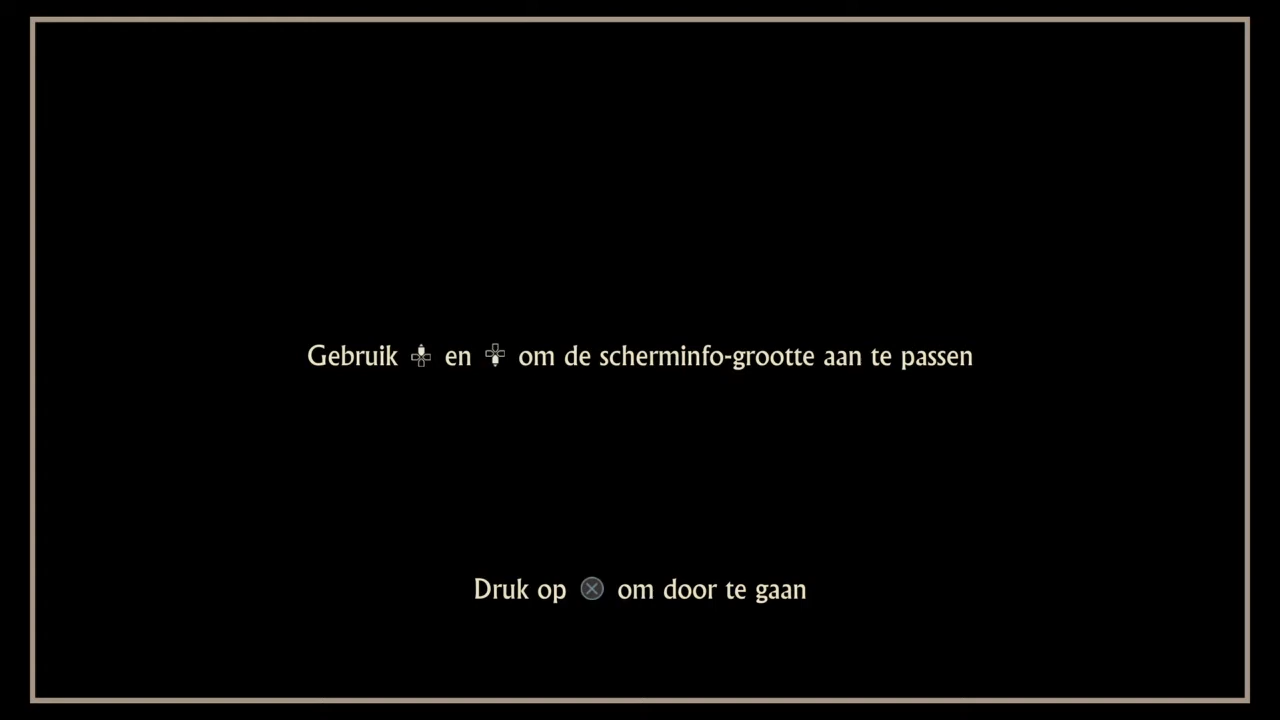 Gebruik en om de scherminfo-grootte aan te passen
Druk op om door te gaan